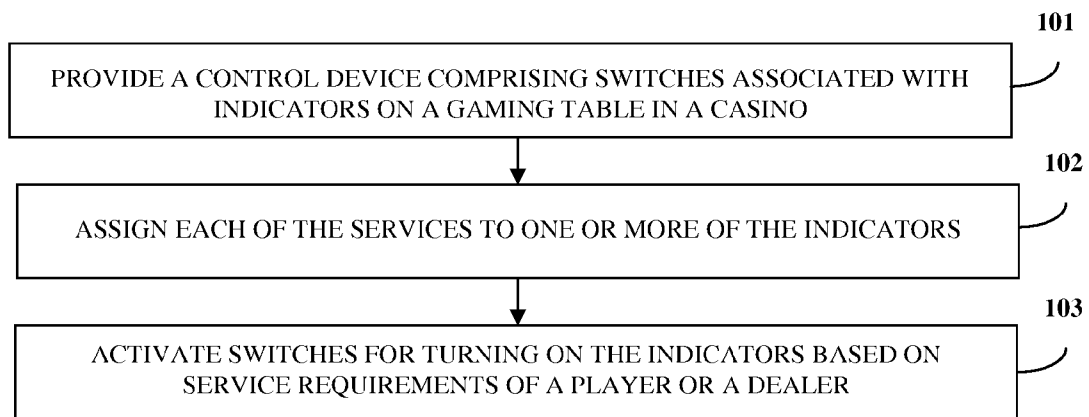 101
PROVIDE A CONTROL DEVICE COMPRISING SWITCHES ASSOCIATED WITH
INDICATORS ON A GAMING TABLE IN A CASINO
102
ASSIGN EACH OF THE SERVICES TO ONE OR MORE OF THE INDICATORS
103
ACTIVATE SWITCHES FOR TURNING ON THE INDICATORS BASED ON
SERVICE REQUIREMENTS OF A PLAYER OR A DEALER